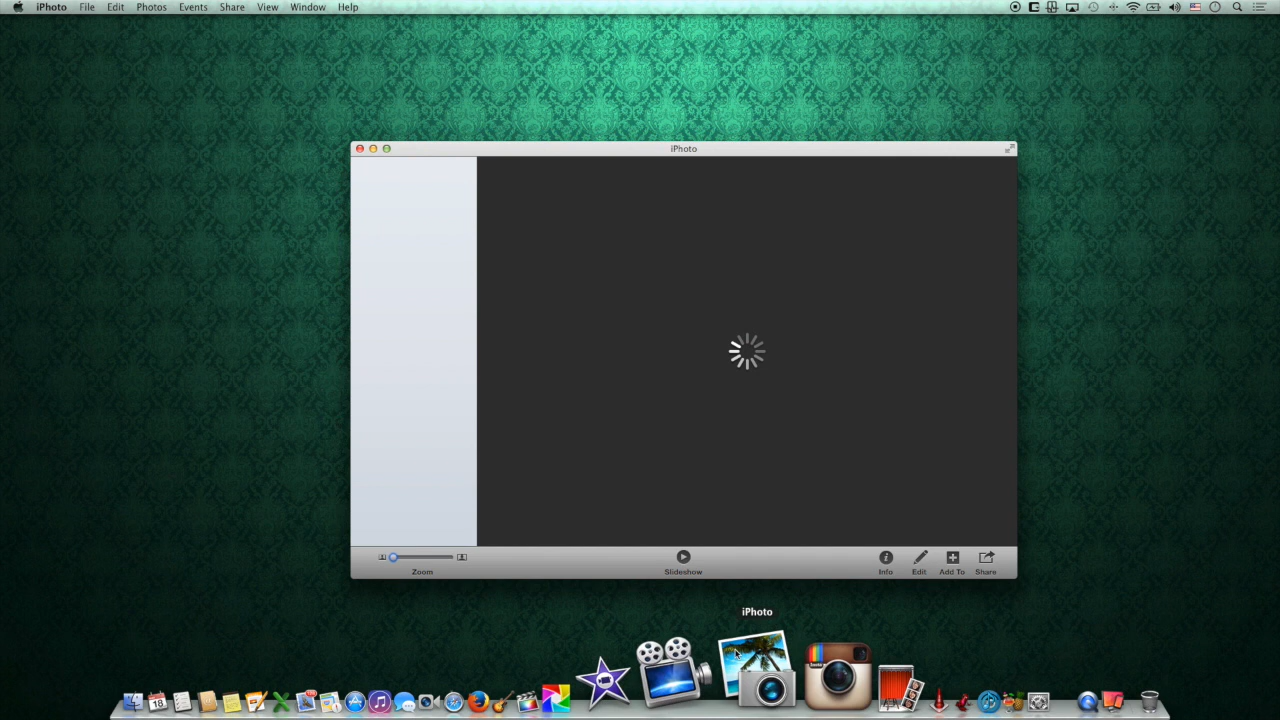 iPhoto File Edit Photos Events Share View Window Help
iPhoto
Zoom Slideshow Info Edit Add To Share
iPhoto
18